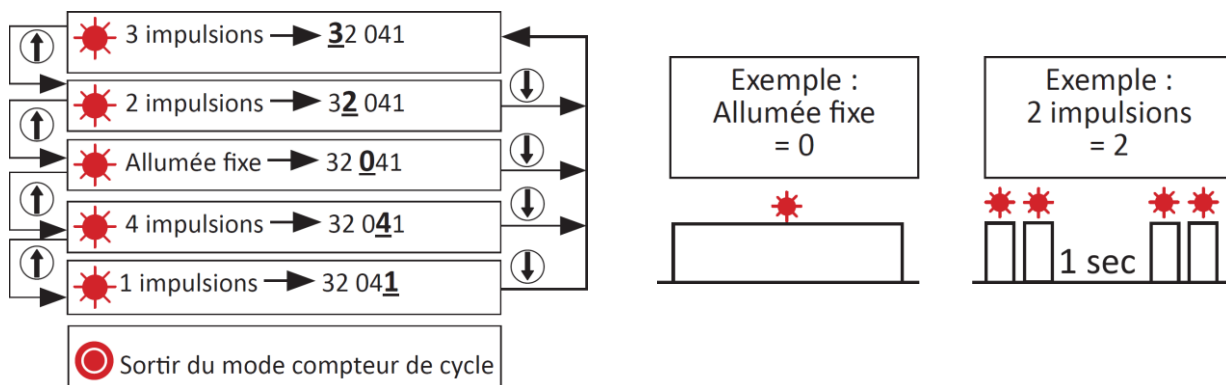 3 impulsions → 32 041
2 impulsions → 32 041
Allumée fixe → 32 041
4 impulsions → 32 041
1 impulsions → 32 041
Sortir du mode compteur de cycle
Exemple :
Allumée fixe
= 0
Exemple :
2 impulsions
= 2
1 sec